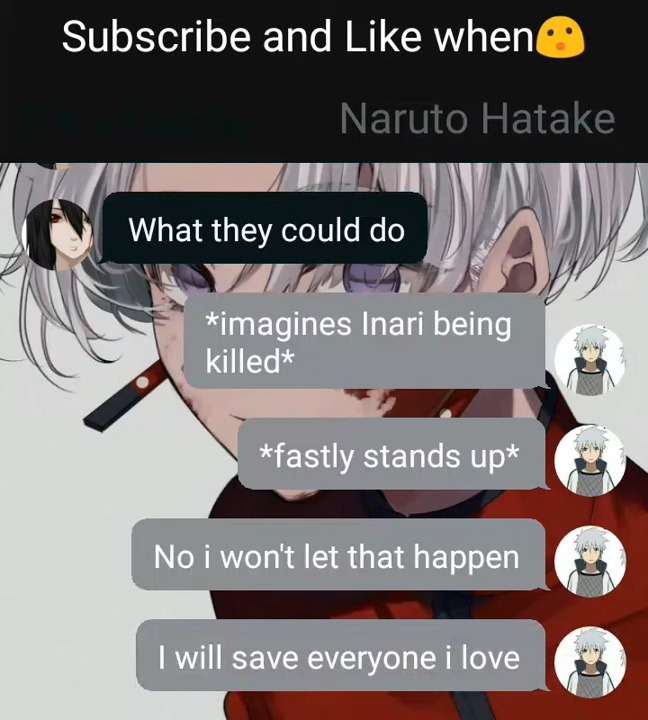 Subscribe and Like when😮
Naruto Hatake
What they could do
*imagines Inari being
killed*
*fastly stands up*
No i won't let that happen
I will save everyone i love